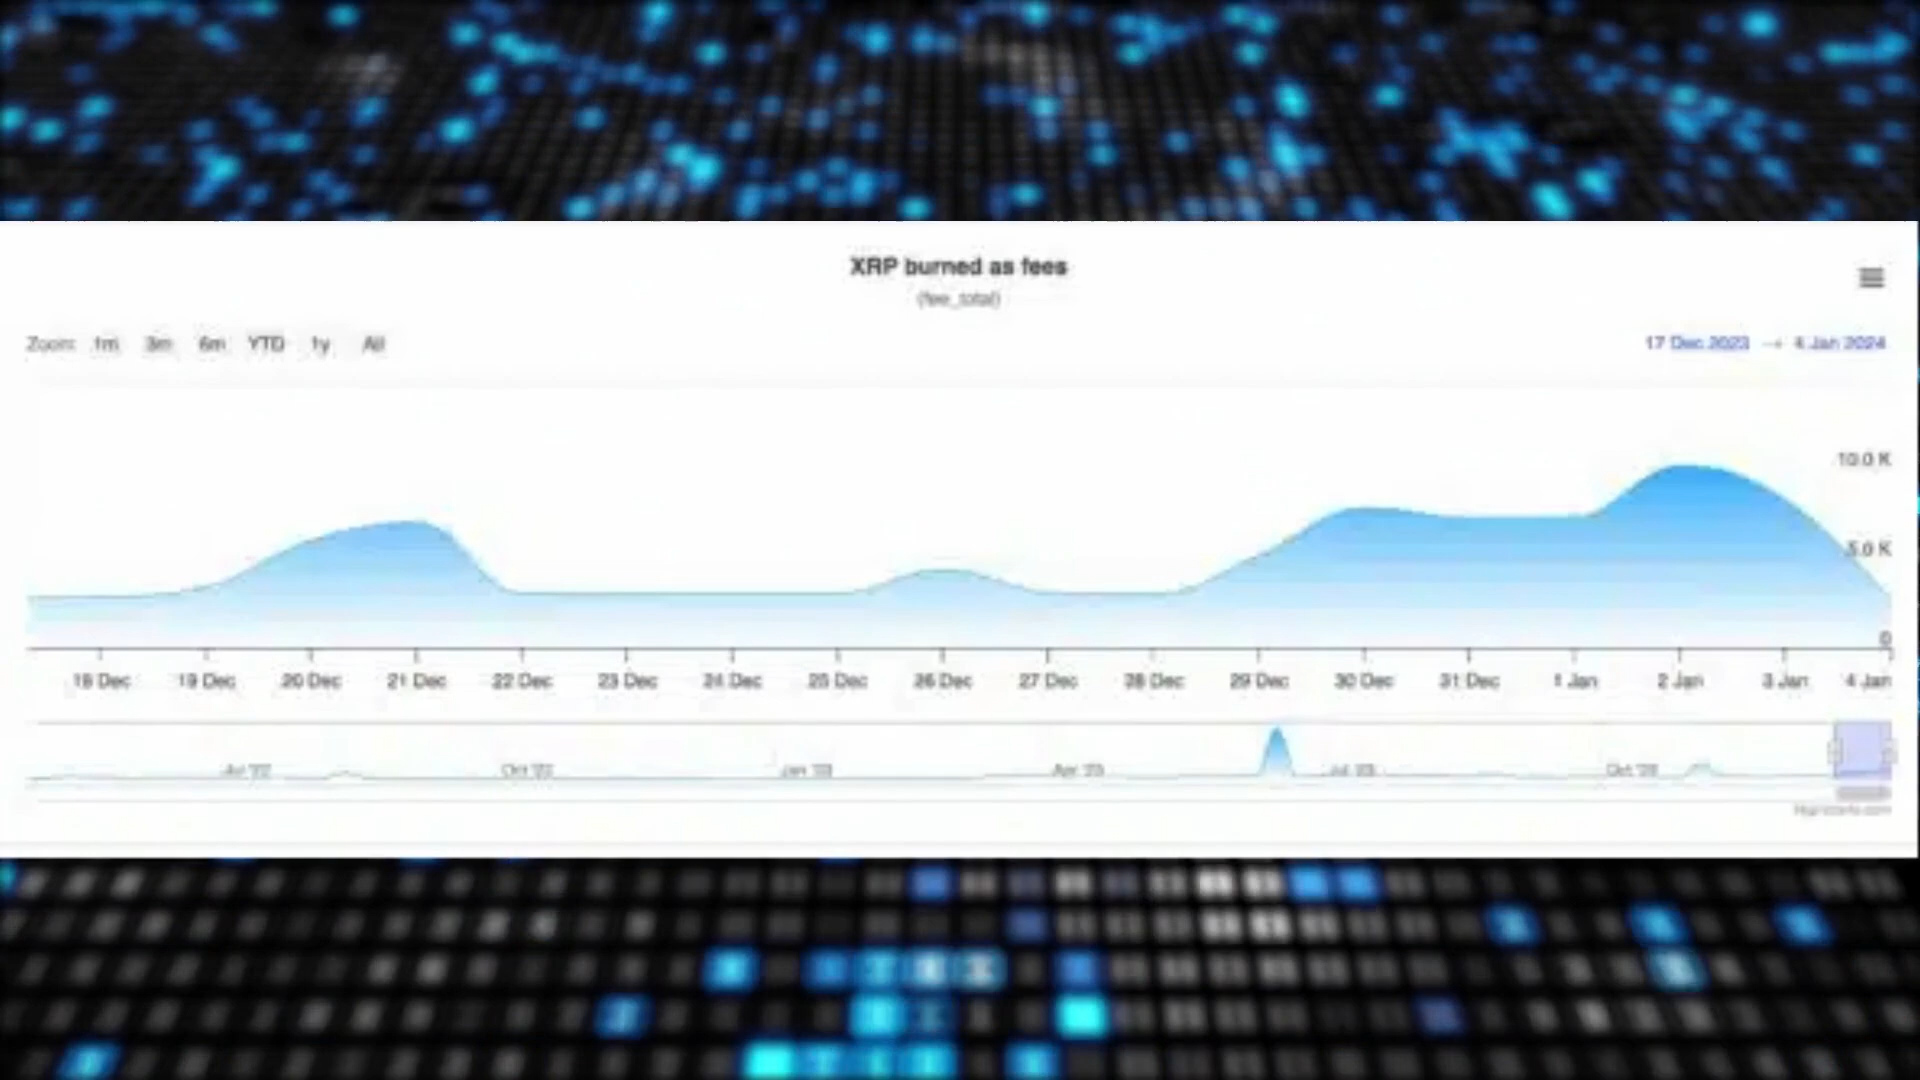 XRP burned as fees
(fee_total)
Zoom: 1m 3m 6m YTD 1y All
17 Dec 2023 → 4 Jan 2024
10.0 K
5.0 K
0
18 Dec 19 Dec 20 Dec 21 Dec 22 Dec 23 Dec 24 Dec 25 Dec 26 Dec 27 Dec 28 Dec 29 Dec 30 Dec 31 Dec 1 Jan 2 Jan 3 Jan 4 Jan
Jul '22 Oct '22 Jan '23 Apr '23 Jul '23 Oct '23